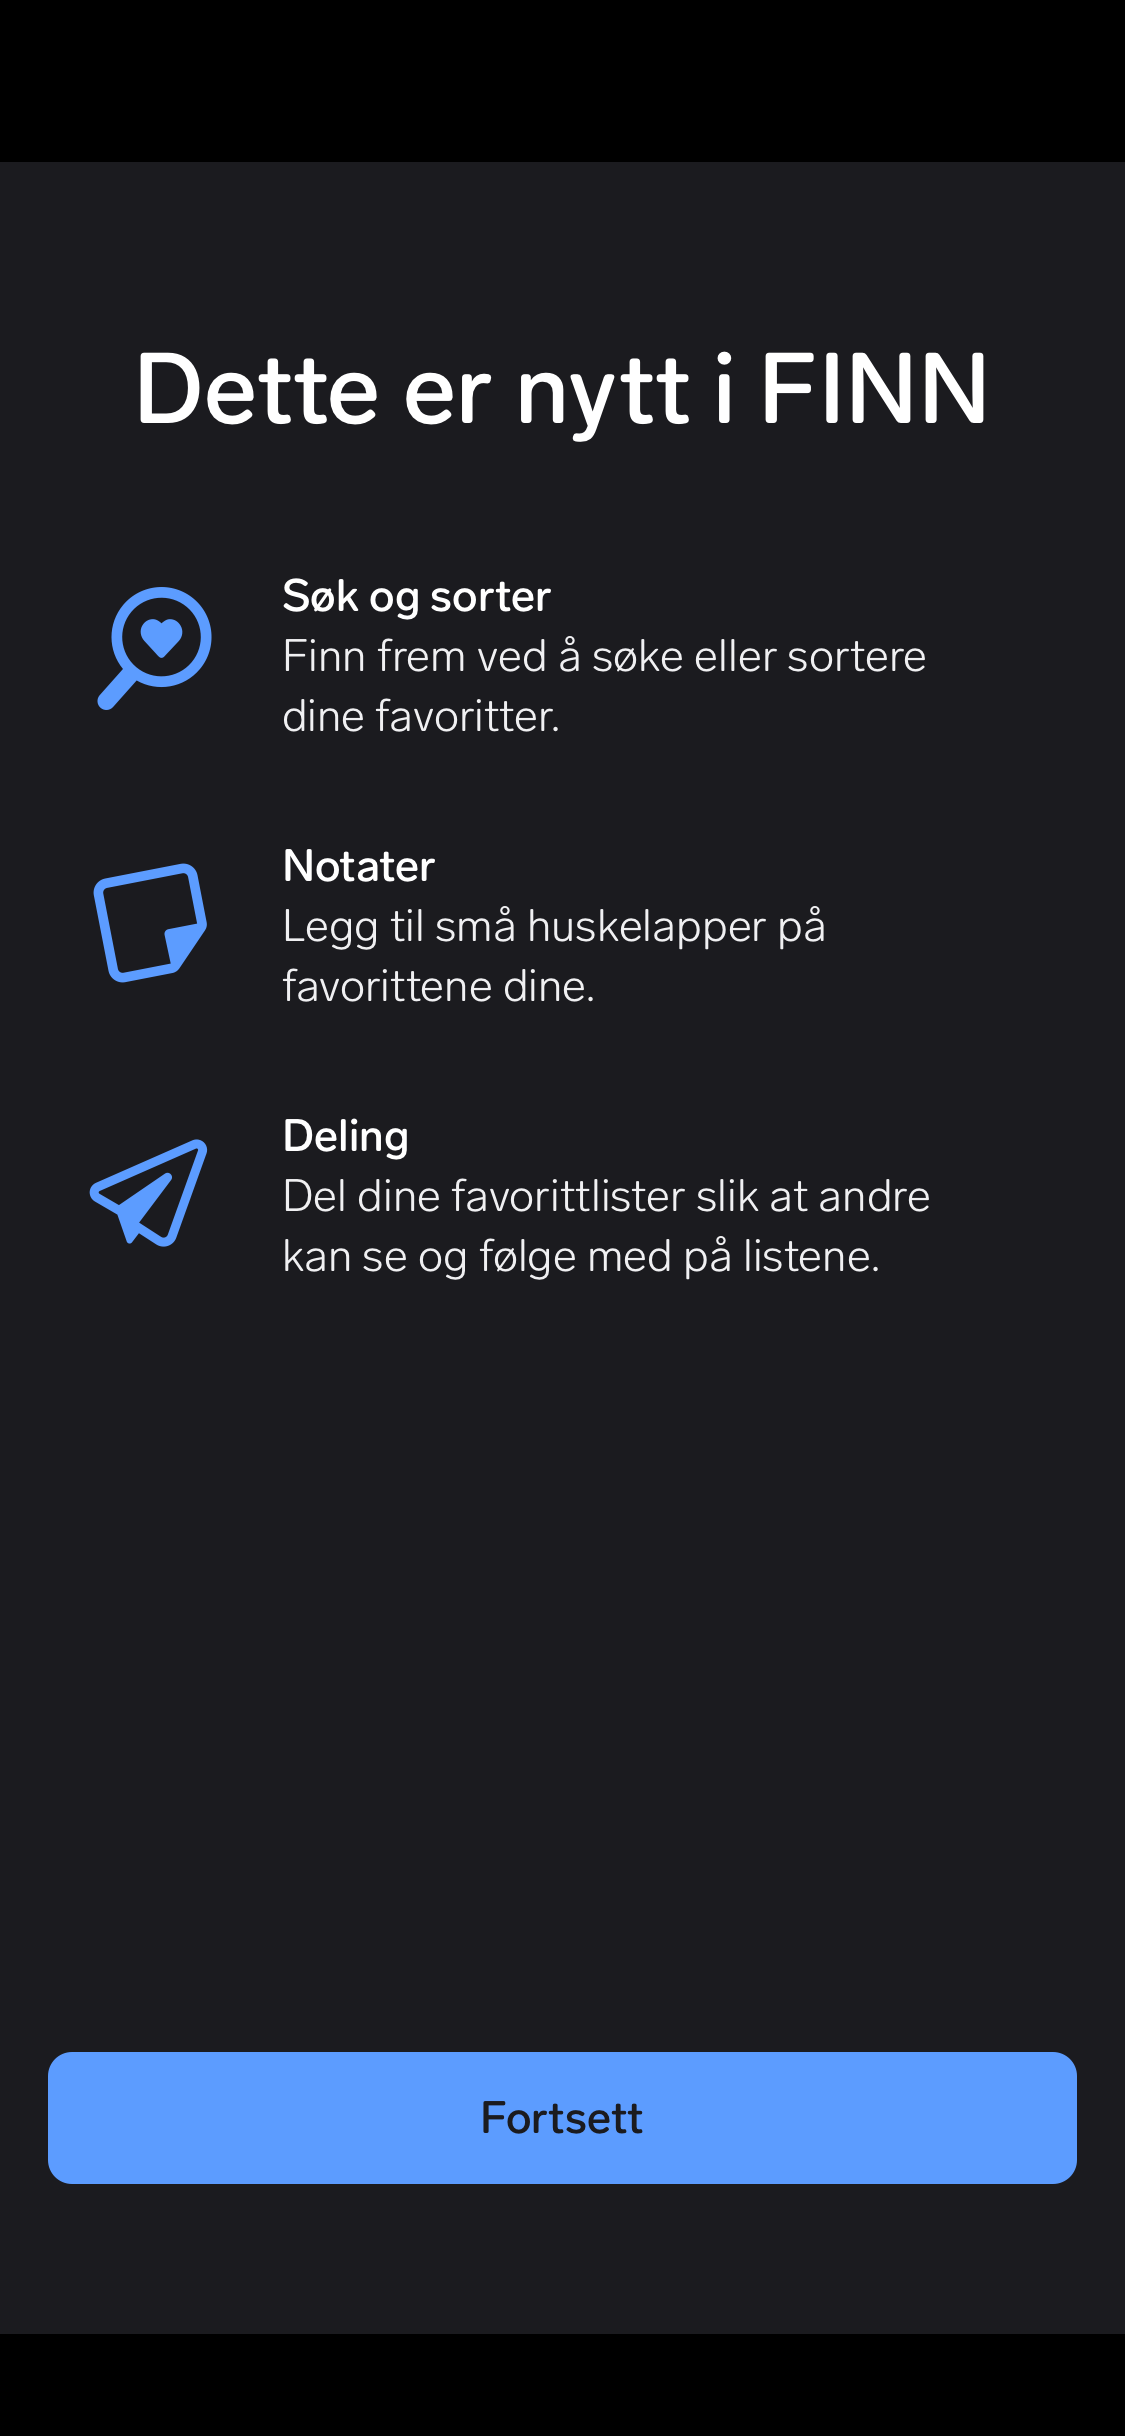 Dette er nytt i FINN
Søk og sorter
Finn frem ved å søke eller sortere
dine favoritter.
Notater
Legg til små huskelapper på
favorittene dine.
Deling
Del dine favorittlister slik at andre
kan se og følge med på listene.
Fortsett